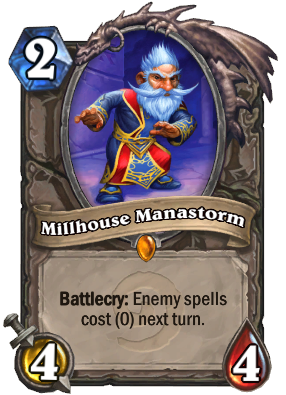 2
Millhouse Manastorm
Battlecry: Enemy spells
cost (0) next turn.
4
4